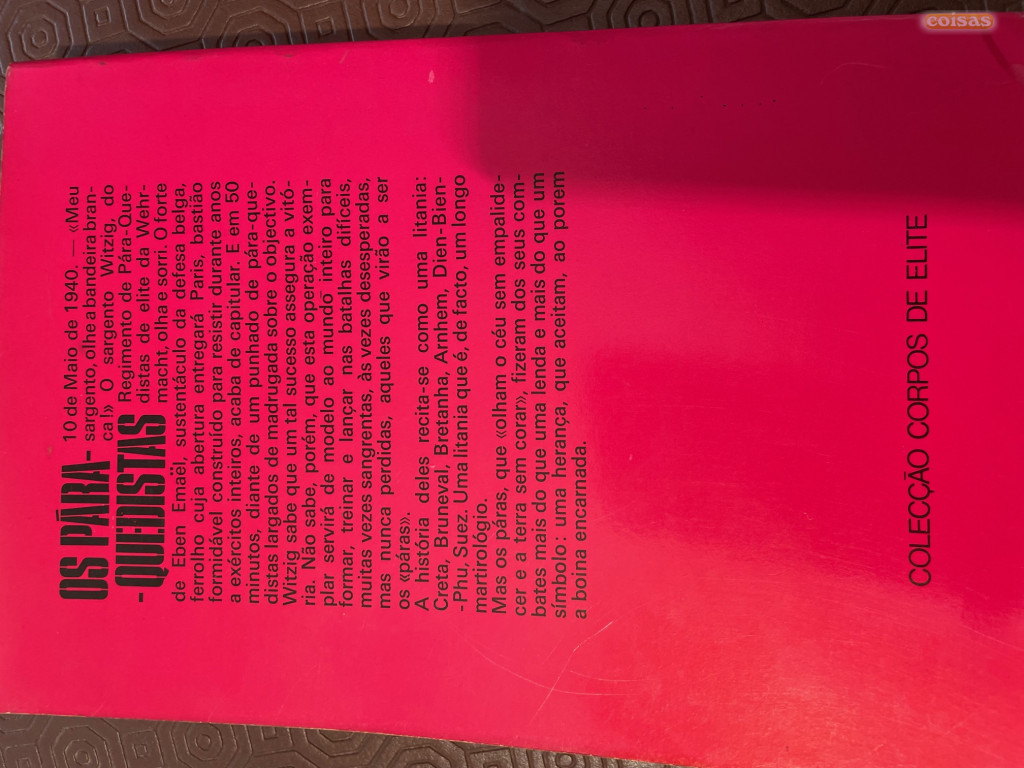 OS PÁRA-
-QUEDISTAS
10 de Maio de 1940. — «Meu
sargento, olhe a bandeira bran-
ca!» O sargento Witzig, do
Regimento de Pára-Que-
distas de elite da Wehr-
macht, olha e sorri. O forte
de Eben Emaël, sustentáculo da defesa belga,
ferrolho cuja abertura entregará Paris, bastião
formidável construído para resistir durante anos
a exércitos inteiros, acaba de capitular. E em 50
minutos, diante de um punhado de pára-que-
distas largados de madrugada sobre o objectivo.
Witzig sabe que um tal sucesso assegura a vitó-
ria. Não sabe, porém, que esta operação exem-
plar servirá de modelo ao mundo inteiro para
formar, treinar e lançar nas batalhas difíceis,
muitas vezes sangrentas, às vezes desesperadas,
mas nunca perdidas, aqueles que virão a ser
os «páras».
A história deles recita-se como uma litania:
Creta, Bruneval, Bretanha, Arnhem, Dien-Bien-
-Phu, Suez. Uma litania que é, de facto, um longo
martirológio.
Mas os páras, que «olham o céu sem empalide-
cer e a terra sem corar», fizeram dos seus com-
bates mais do que uma lenda e mais do que um
símbolo: uma herança, que aceitam, ao porem
a boina encarnada.
COLECÇÃO CORPOS DE ELITE
coisas